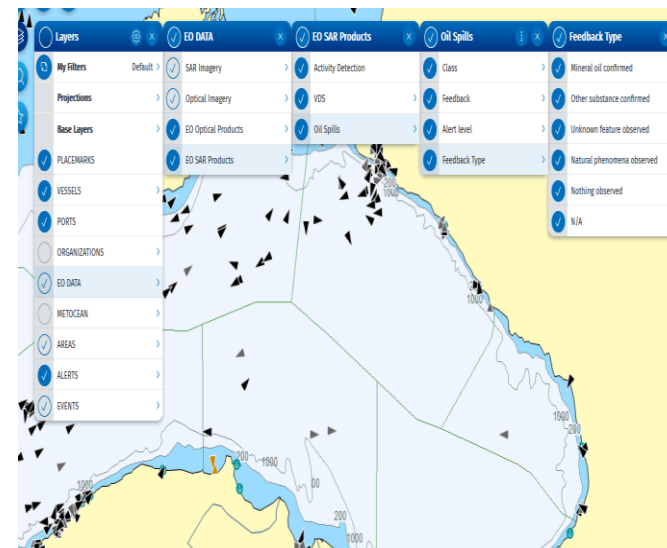 Layers
My Filters Default
Projections
Base Layers
PLACEMARKS
VESSELS
PORTS
ORGANIZATIONS
EO DATA
METOCEAN
AREAS
ALERTS
EVENTS
EO DATA
SAR Imagery
Optical Imagery
EO Optical Products
EO SAR Products
EO SAR Products
Activity Detection
VDS
Oil Spills
Oil Spills
Class
Feedback
Alert level
Feedback Type
Feedback Type
Mineral oil confirmed
Other substance confirmed
Unknown feature observed
Natural phenomena observed
Nothing observed
N/A
200
1000
200
1000
1000
200
200
1000
1000
00
200
1000